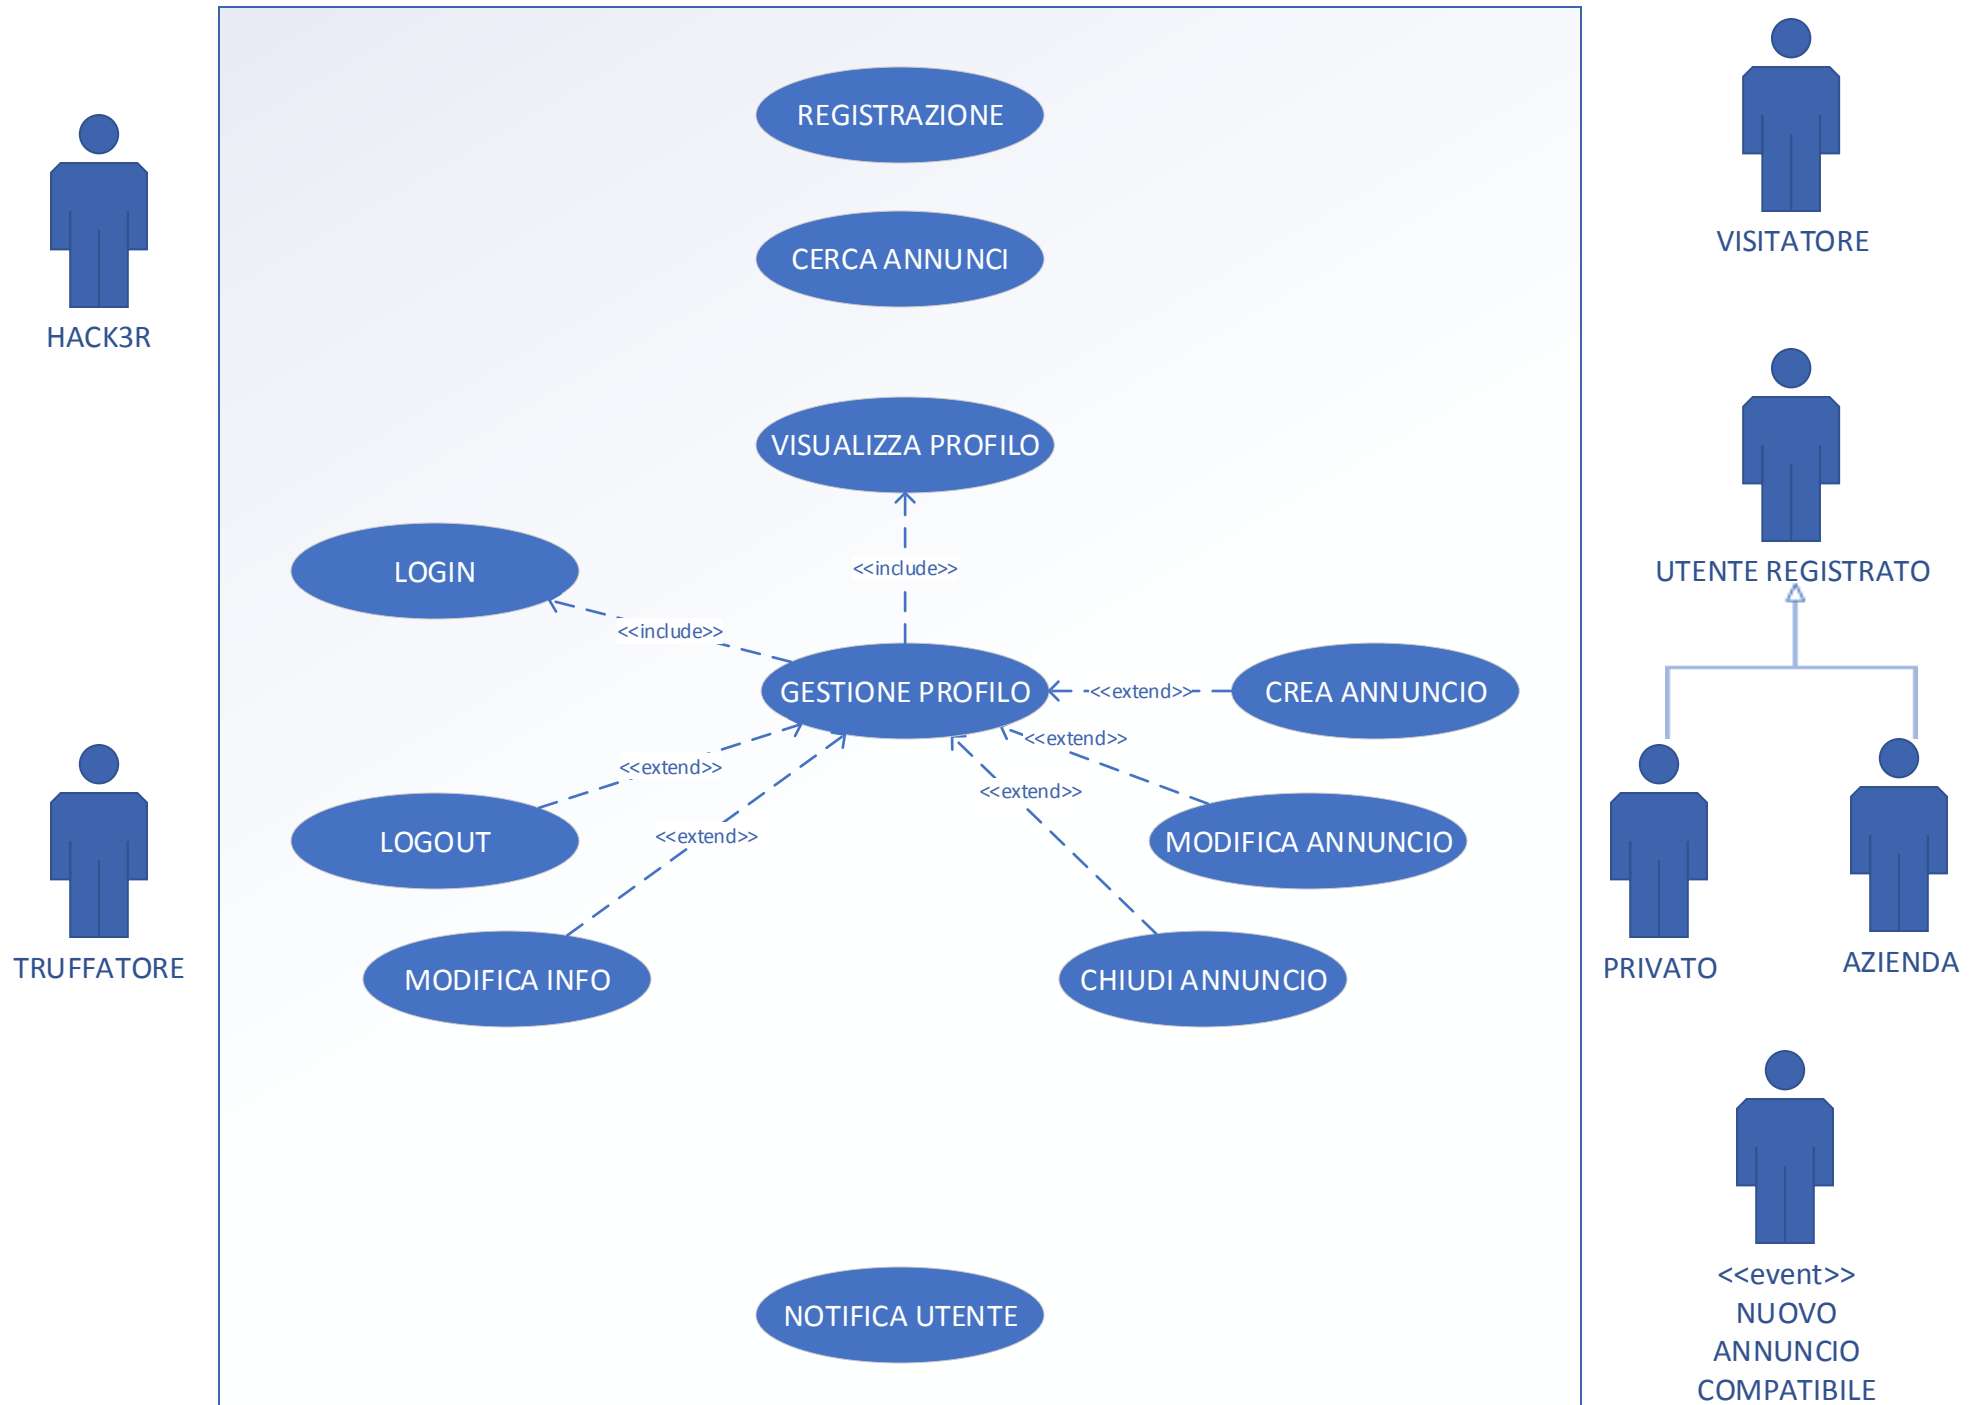 REGISTRAZIONE
VISITATORE
CERCA ANNUNCI
HACK3R
VISUALIZZA PROFILO
<<include>>
LOGIN
UTENTE REGISTRATO
<<include>>
GESTIONE PROFILO
<<extend>>
CREA ANNUNCIO
<<extend>>
<<extend>>
<<extend>>
<<extend>>
LOGOUT
MODIFICA ANNUNCIO
TRUFFATORE
MODIFICA INFO
CHIUDI ANNUNCIO
PRIVATO
AZIENDA
NOTIFICA UTENTE
<<event>>
NUOVO
ANNUNCIO
COMPATIBILE